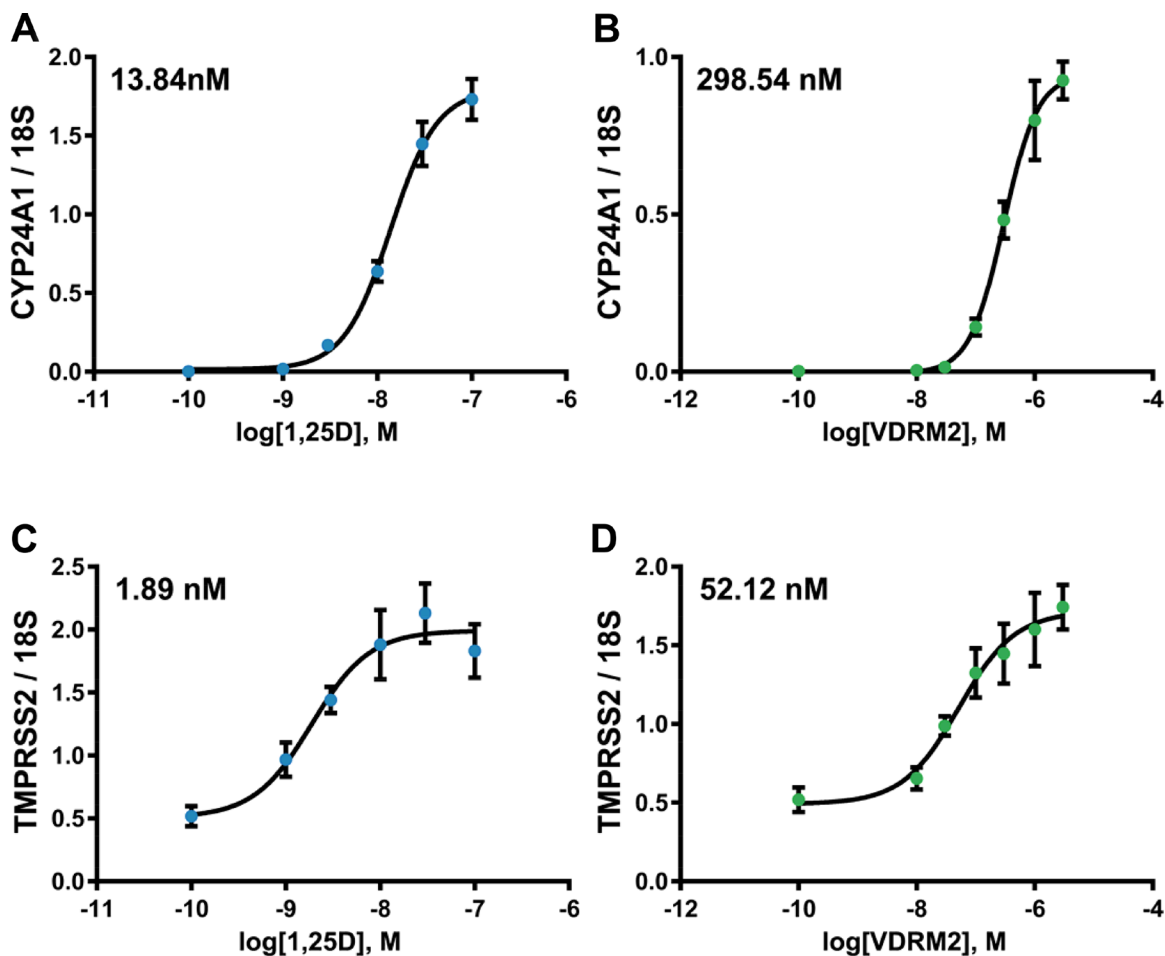 A
13.84nM
CYP24A1 / 18S
2.0
1.5
1.0
0.5
0.0
-11 -10 -9 -8 -7 -6
log[1,25D], M
B
298.54 nM
CYP24A1 / 18S
1.0
0.5
0.0
-12 -10 -8 -6 -4
log[VDRM2], M
C
1.89 nM
TMPRSS2 / 18S
2.5
2.0
1.5
1.0
0.5
0.0
-11 -10 -9 -8 -7 -6
log[1,25D], M
D
52.12 nM
TMPRSS2 / 18S
2.0
1.5
1.0
0.5
0.0
-12 -10 -8 -6 -4
log[VDRM2], M